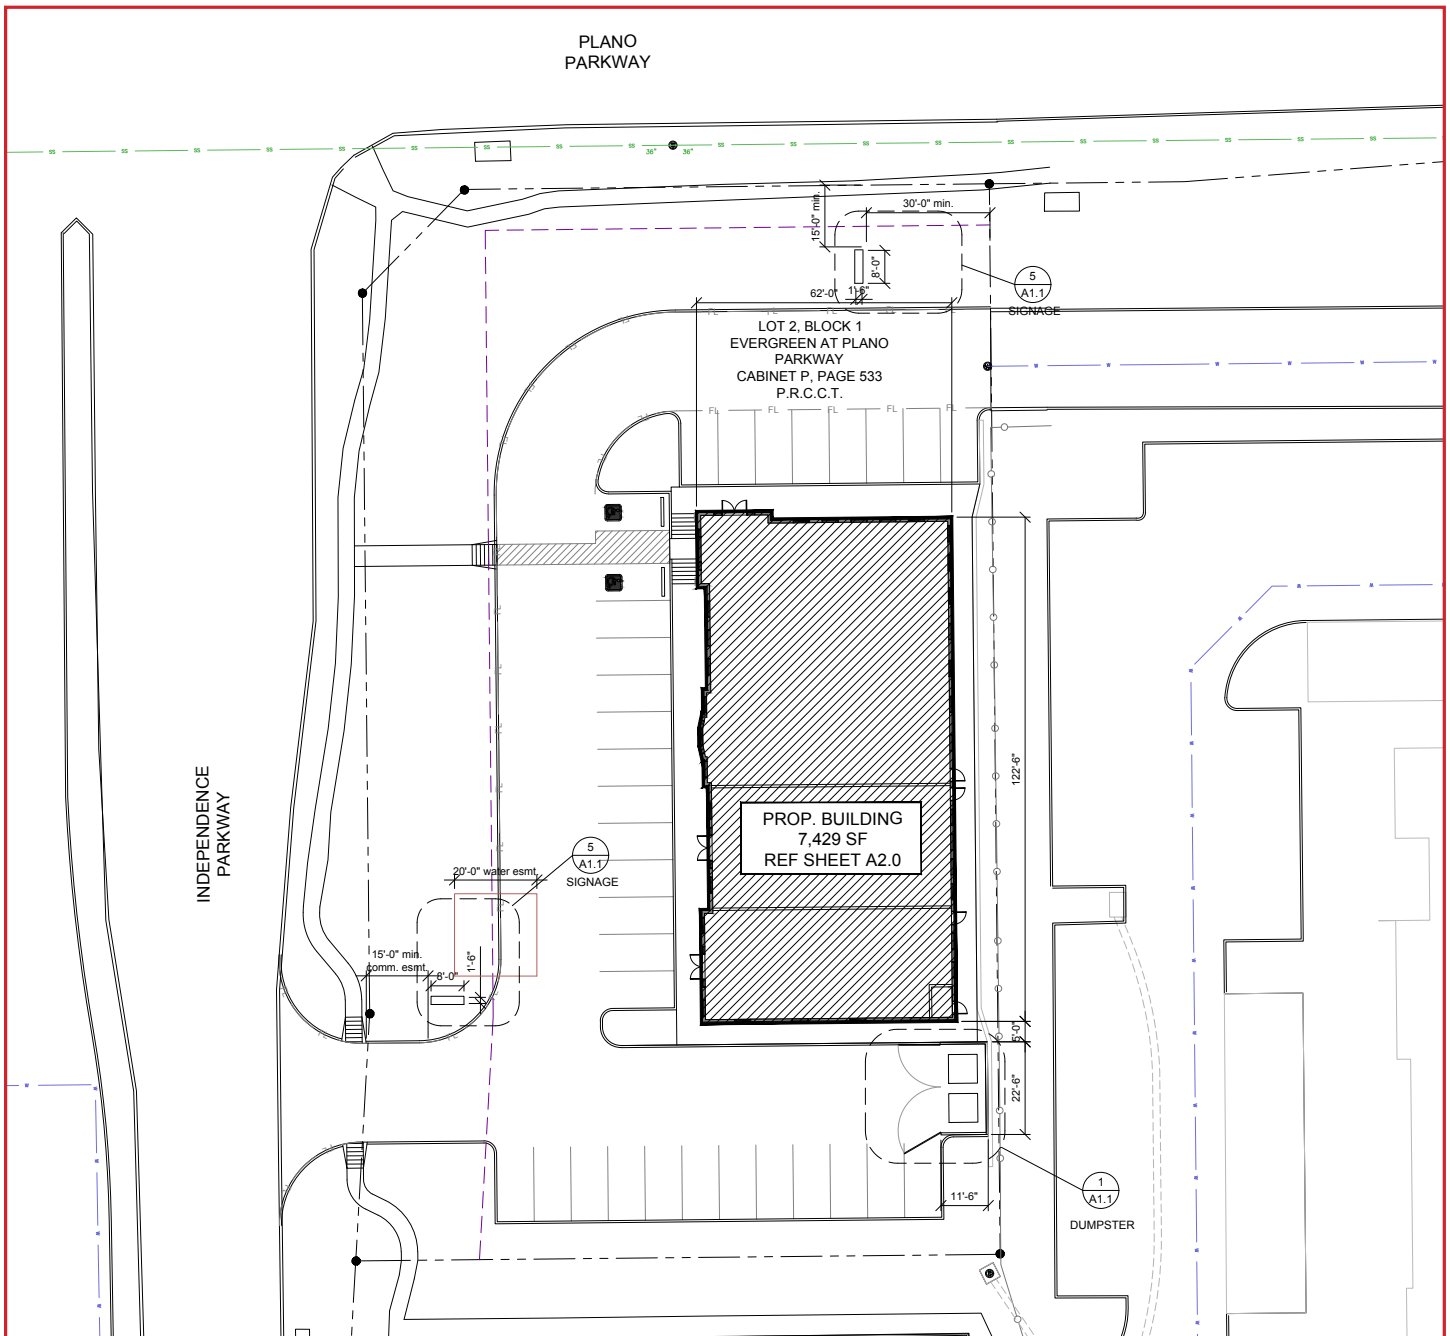 PLANO
PARKWAY
36" 36"
15'-0" min.
30'-0" min.
8'-0"
62'-0"
1'-6"
5
A1.1
SIGNAGE
LOT 2, BLOCK 1
EVERGREEN AT PLANO
PARKWAY
CABINET P, PAGE 533
P.R.C.C.T.
FL FL FL FL FL
122'-6"
INDEPENDENCE
PARKWAY
PROP. BUILDING
7,429 SF
REF SHEET A2.0
5
A1.1
SIGNAGE
20'-0" water esmt.
15'-0" min.
comm. esmt.
8'-0"
1'-6"
5'-0"
22'-6"
11'-6"
1
A1.1
DUMPSTER